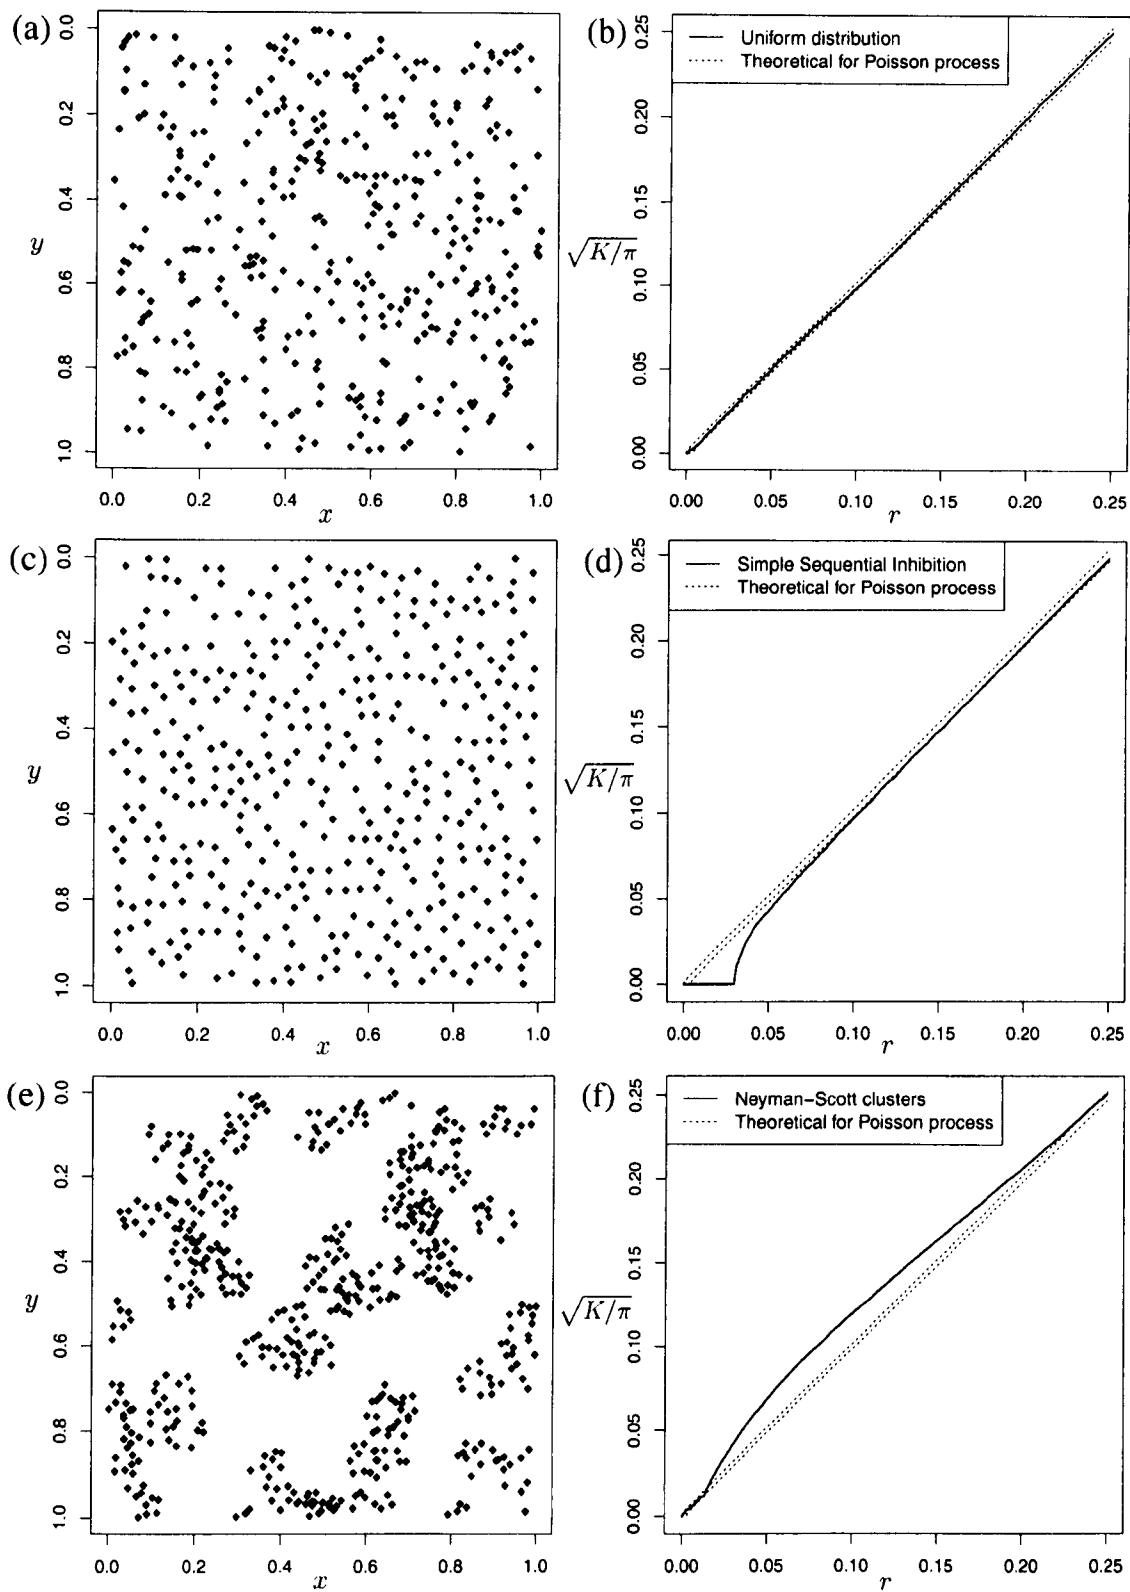 (a)
0.0
0.2
0.4
0.6
0.8
1.0
y
0.0 0.2 0.4 0.6 0.8 1.0
x
(b)
Uniform distribution
Theoretical for Poisson process
0.25
0.20
0.15
0.10
0.05
0.00
√K/π
0.00 0.05 0.10 0.15 0.20 0.25
r
(c)
0.0
0.2
0.4
0.6
0.8
1.0
y
0.0 0.2 0.4 0.6 0.8 1.0
x
(d)
Simple Sequential Inhibition
Theoretical for Poisson process
0.25
0.20
0.15
0.10
0.05
0.00
√K/π
0.00 0.05 0.10 0.15 0.20 0.25
r
(e)
0.0
0.2
0.4
0.6
0.8
1.0
y
0.0 0.2 0.4 0.6 0.8 1.0
x
(f)
Neyman−Scott clusters
Theoretical for Poisson process
0.25
0.20
0.15
0.10
0.05
0.00
√K/π
0.00 0.05 0.10 0.15 0.20 0.25
r